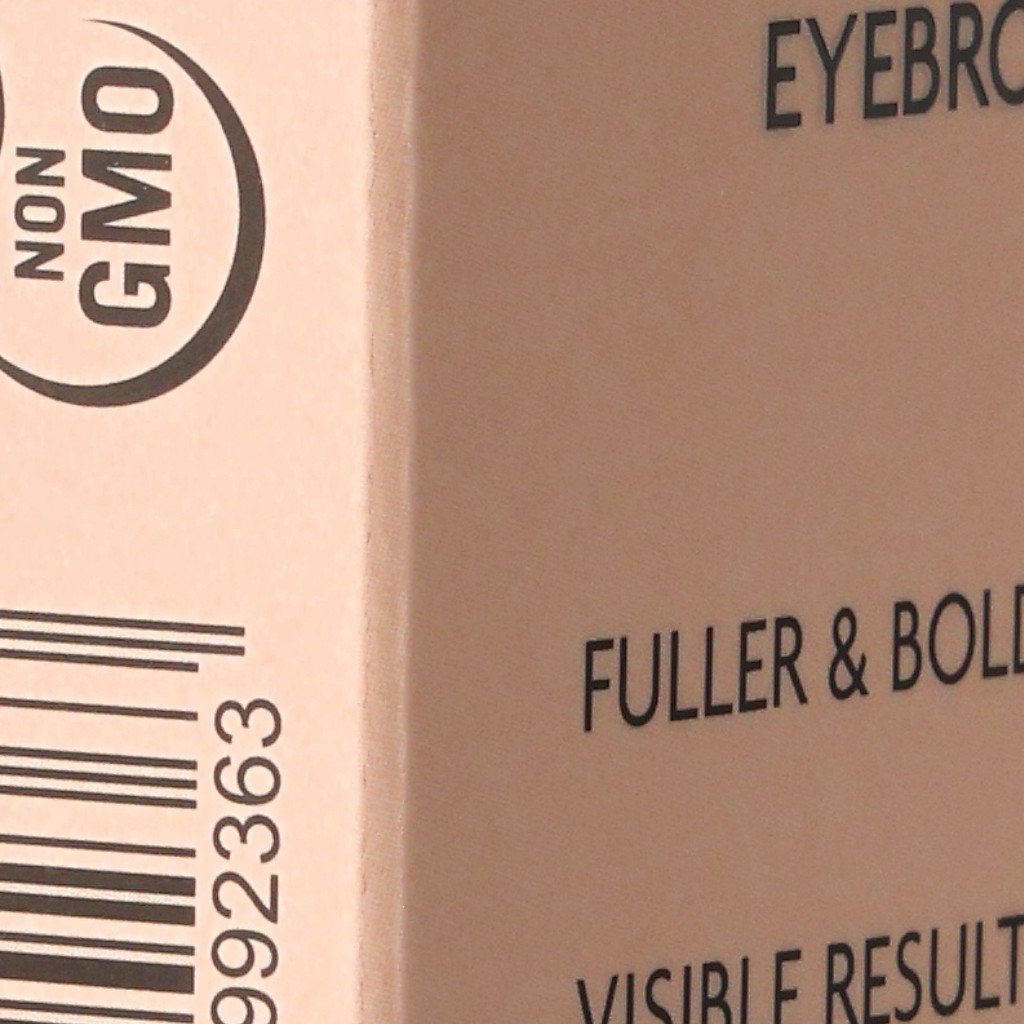 NON
GMO
992363
EYEBRO
FULLER & BOLD
VISIBLE RESULT